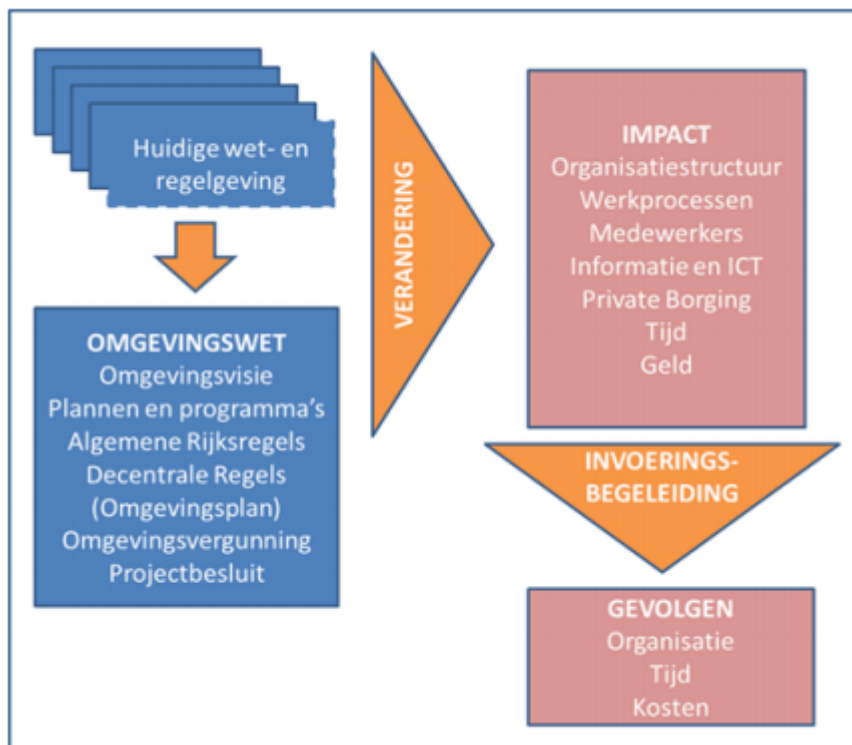 Huidige wet- en
regelgeving
OMGEVINGSWET
Omgevingsvisie
Plannen en programma's
Algemene Rijksregels
Decentrale Regels
(Omgevingsplan)
Omgevingsvergunning
Projectbesluit
VERANDERING
IMPACT
Organisatiestructuur
Werkprocessen
Medewerkers
Informatie en ICT
Private Borging
Tijd
Geld
INVOERINGS-
BEGELEIDING
GEVOLGEN
Organisatie
Tijd
Kosten